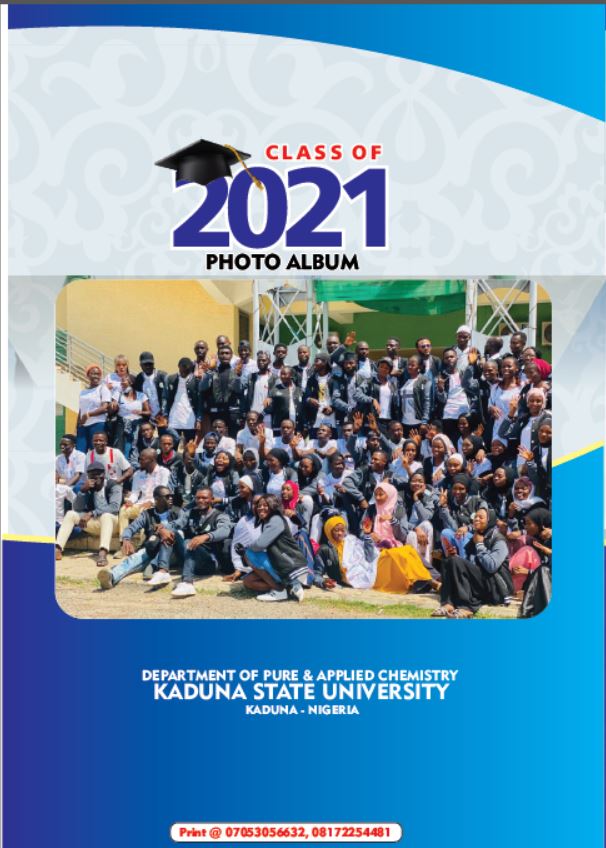 CLASS OF
2021
PHOTO ALBUM
DEPARTMENT OF PURE & APPLIED CHEMISTRY
KADUNA STATE UNIVERSITY
KADUNA - NIGERIA
Print @ 07053056632, 08172254481